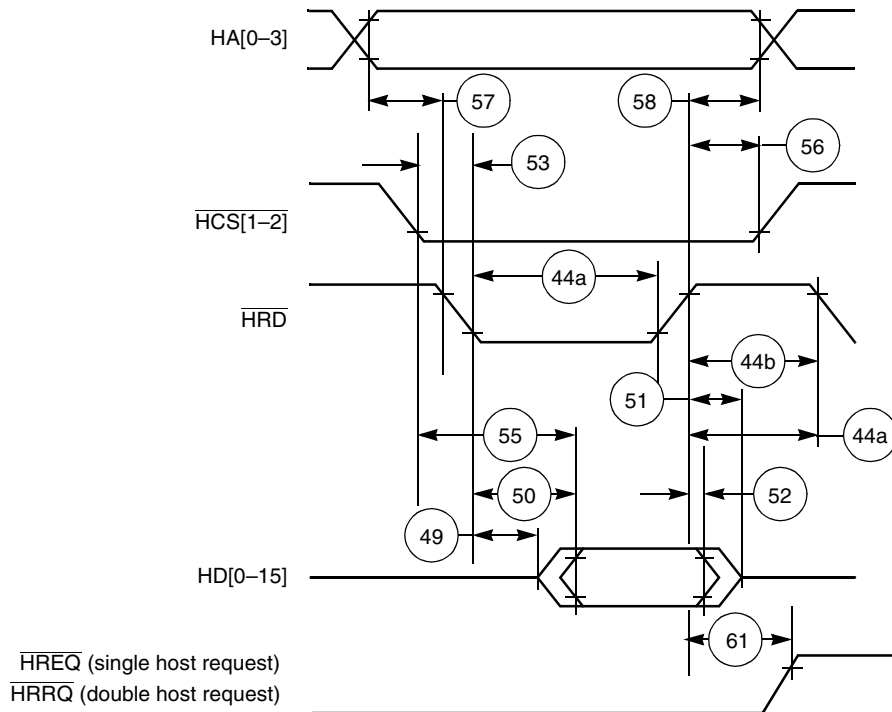 HA[0–3]
57
58
53
56
HCS[1–2]
44a
HRD
44b
51
55
44a
50
52
49
HD[0–15]
61
HREQ (single host request)
HRRQ (double host request)